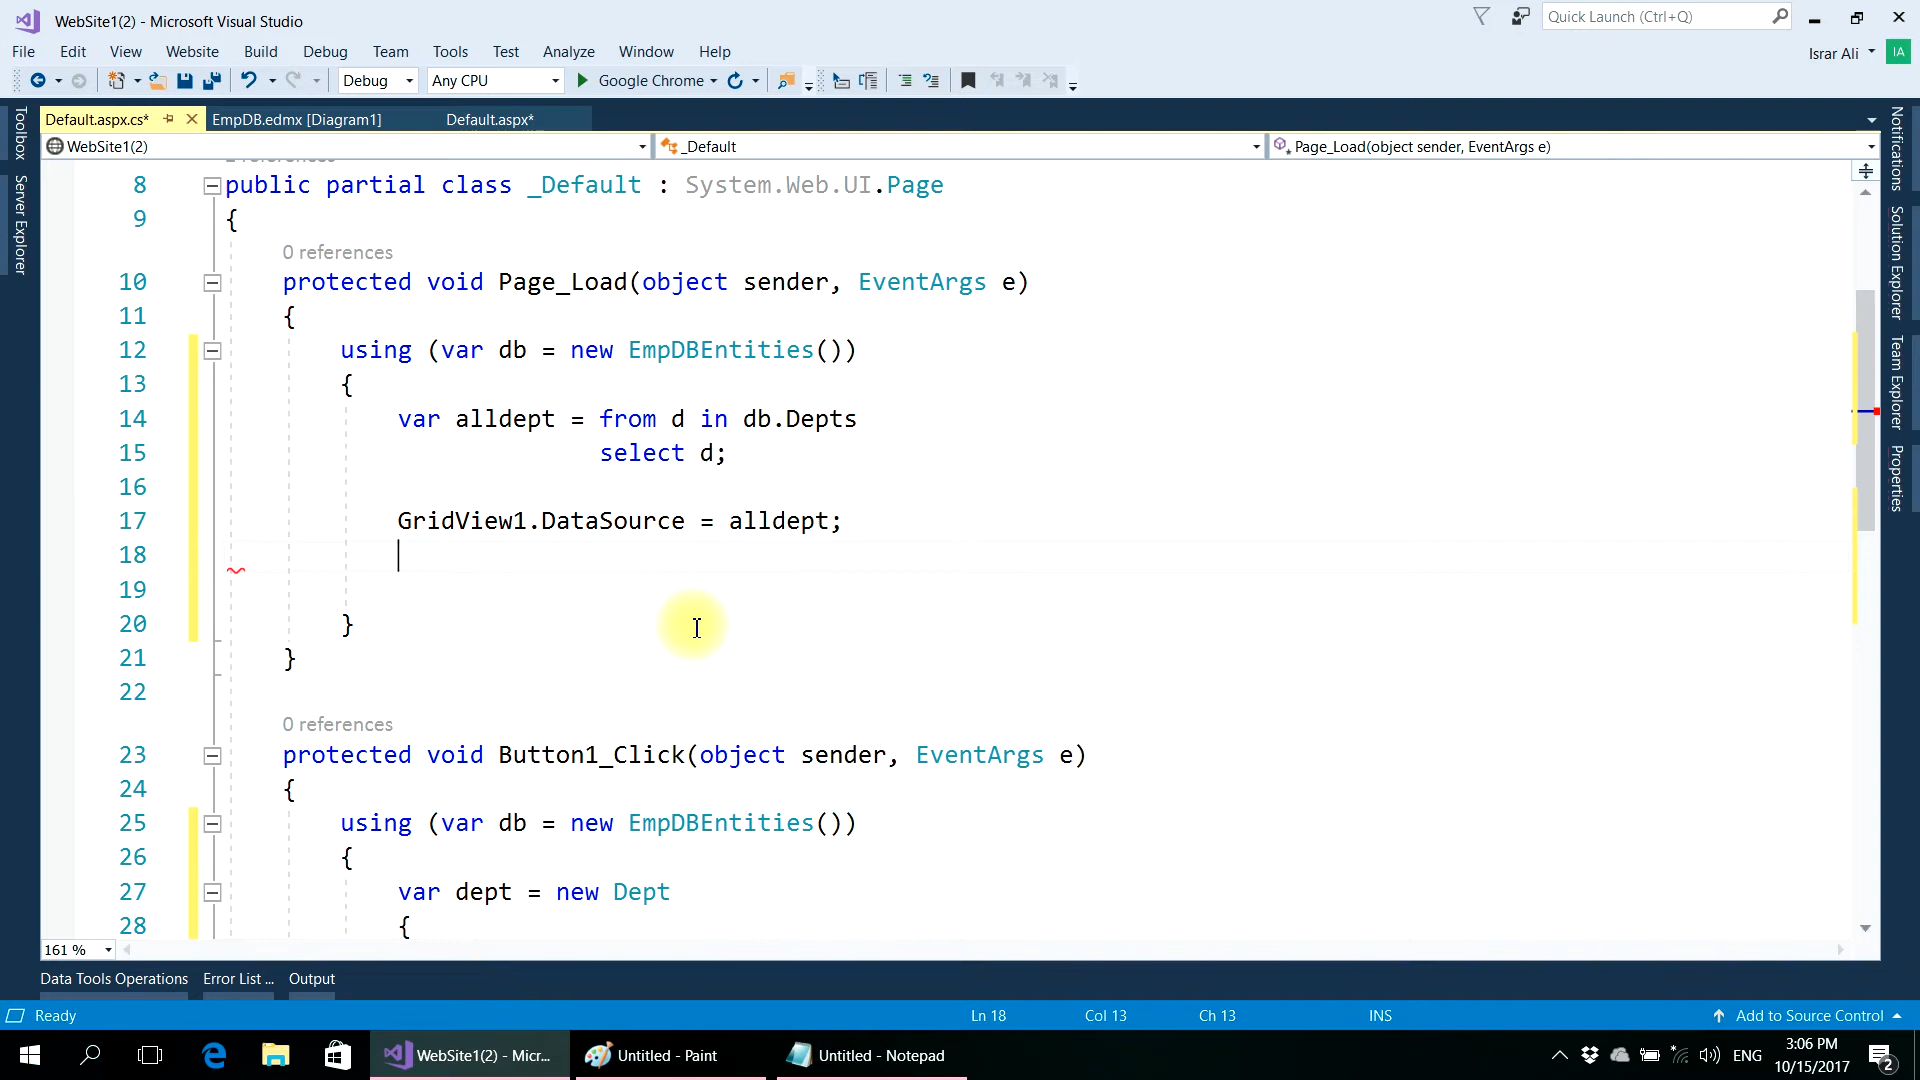 WebSite1(2) - Microsoft Visual Studio
Quick Launch (Ctrl+Q)
File Edit View Website Build Debug Team Tools Test Analyze Window Help
Israr Ali IA
Debug Any CPU Google Chrome
Default.aspx.cs* EmpDB.edmx [Diagram1] Default.aspx*
WebSite1(2) _Default Page_Load(object sender, EventArgs e)
Toolbox
Server Explorer
Notifications
Solution Explorer
Team Explorer
Properties
8 public partial class _Default : System.Web.UI.Page
9 {
0 references
10 protected void Page_Load(object sender, EventArgs e)
11 {
12 using (var db = new EmpDBEntities())
13 {
14 var alldept = from d in db.Depts
15 select d;
16
17 GridView1.DataSource = alldept;
18
19
20 }
21 }
22
0 references
23 protected void Button1_Click(object sender, EventArgs e)
24 {
25 using (var db = new EmpDBEntities())
26 {
27 var dept = new Dept
28 {
161 %
Data Tools Operations Error List ... Output
Ready Ln 18 Col 13 Ch 13 INS Add to Source Control
WebSite1(2) - Micr... Untitled - Paint Untitled - Notepad
ENG
3:06 PM
10/15/2017
2